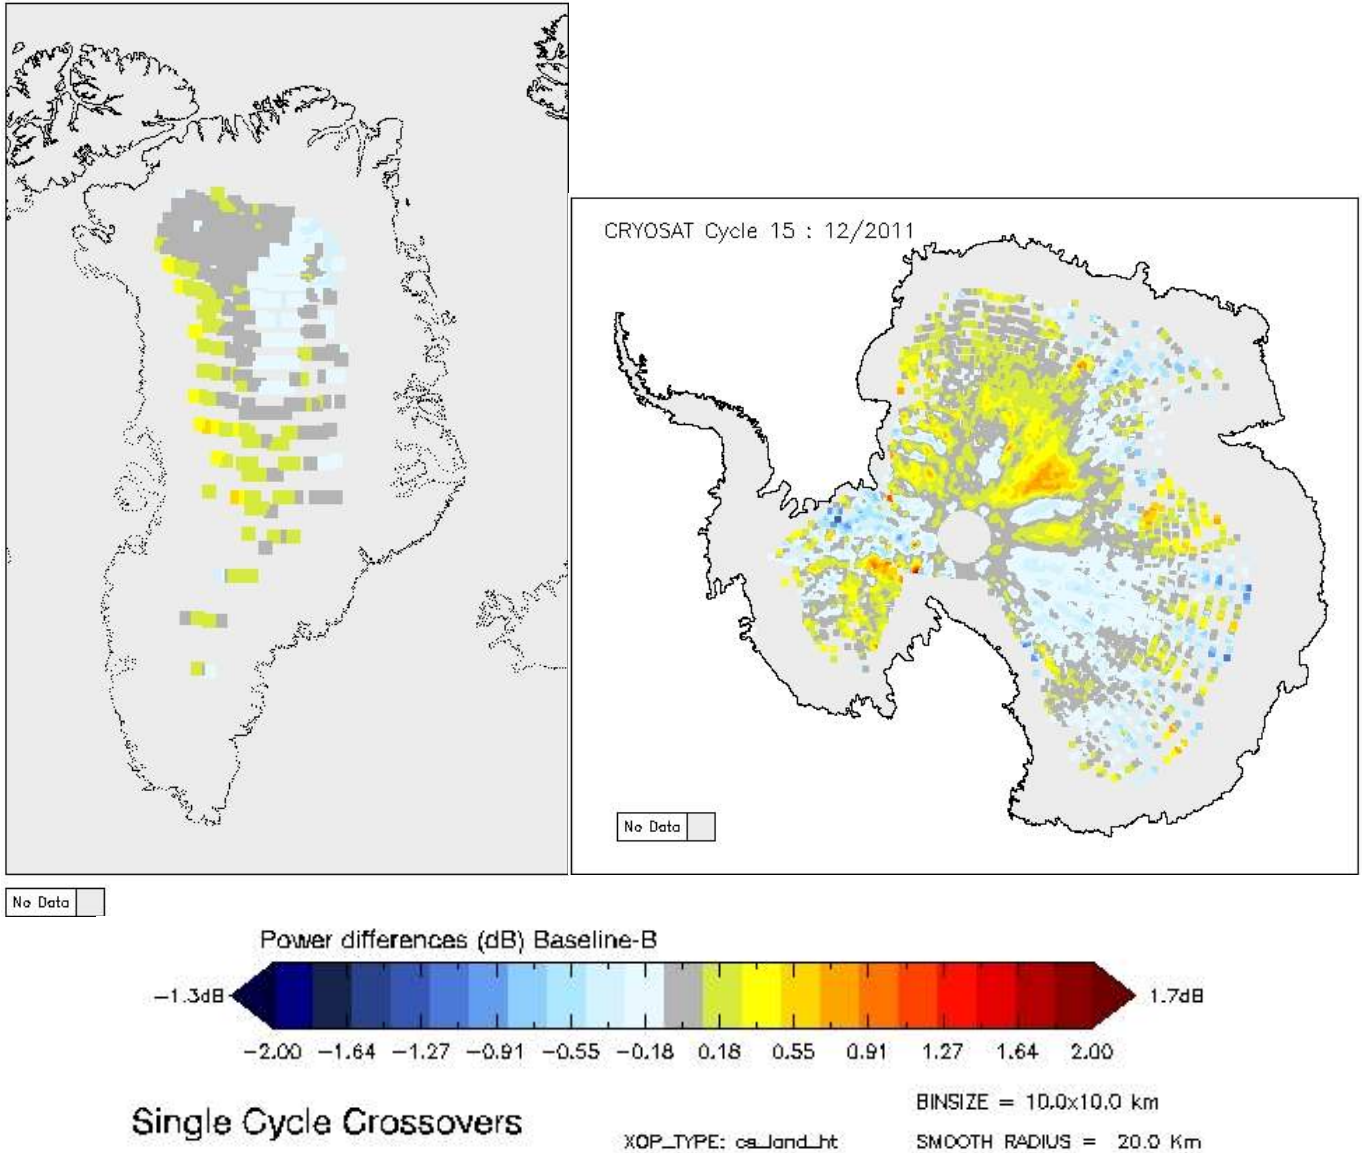 CRYOSAT Cycle 15 : 12/2011
No Data
No Data
Power differences (dB) Baseline-B
-1.3dB
1.7dB
-2.00 -1.64 -1.27 -0.91 -0.55 -0.18 0.18 0.55 0.91 1.27 1.64 2.00
Single Cycle Crossovers
BINSIZE = 10.0x10.0 km
XOP_TYPE: cs_land_ht
SMOOTH RADIUS = 20.0 Km